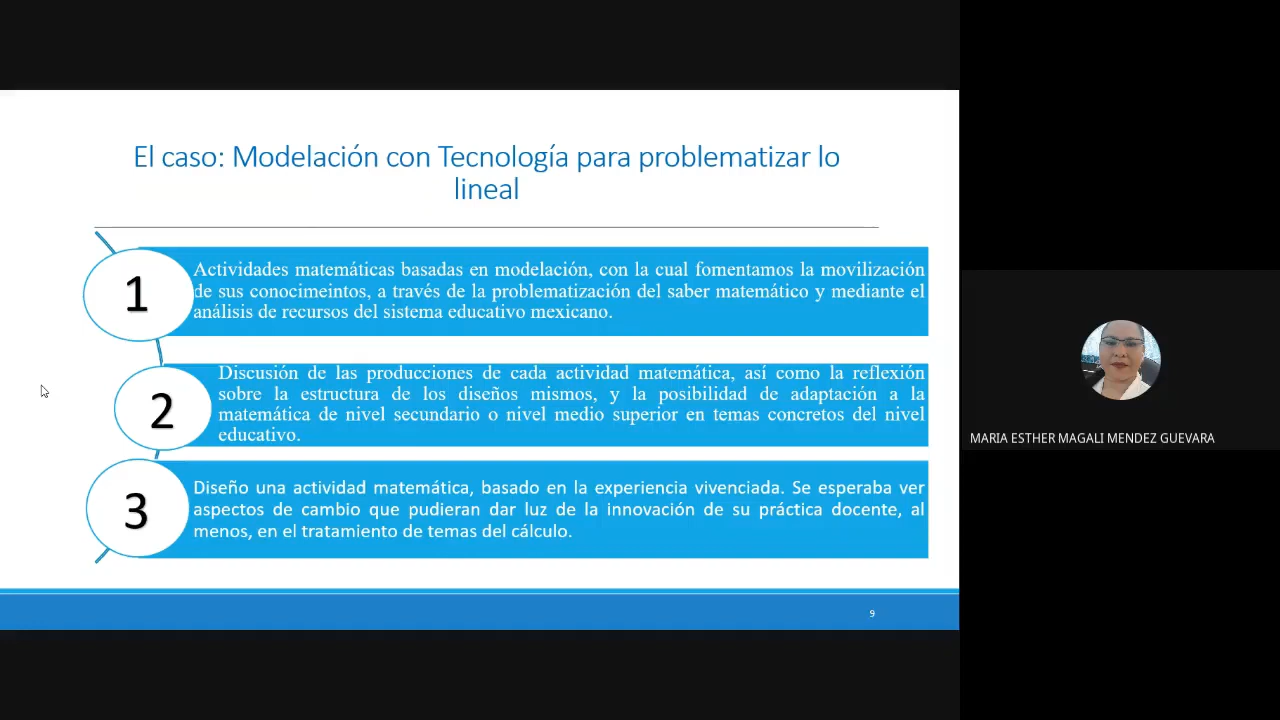 El caso: Modelación con Tecnología para problematizar lo
lineal
1
Actividades matemáticas basadas en modelación, con la cual fomentamos la movilización
de sus conocimeintos, a través de la problematización del saber matemático y mediante el
análisis de recursos del sistema educativo mexicano.
2
Discusión de las producciones de cada actividad matemática, así como la reflexión
sobre la estructura de los diseños mismos, y la posibilidad de adaptación a la
matemática de nivel secundario o nivel medio superior en temas concretos del nivel
educativo.
3
Diseño una actividad matemática, basado en la experiencia vivenciada. Se esperaba ver
aspectos de cambio que pudieran dar luz de la innovación de su práctica docente, al
menos, en el tratamiento de temas del cálculo.
9
MARIA ESTHER MAGALI MENDEZ GUEVARA